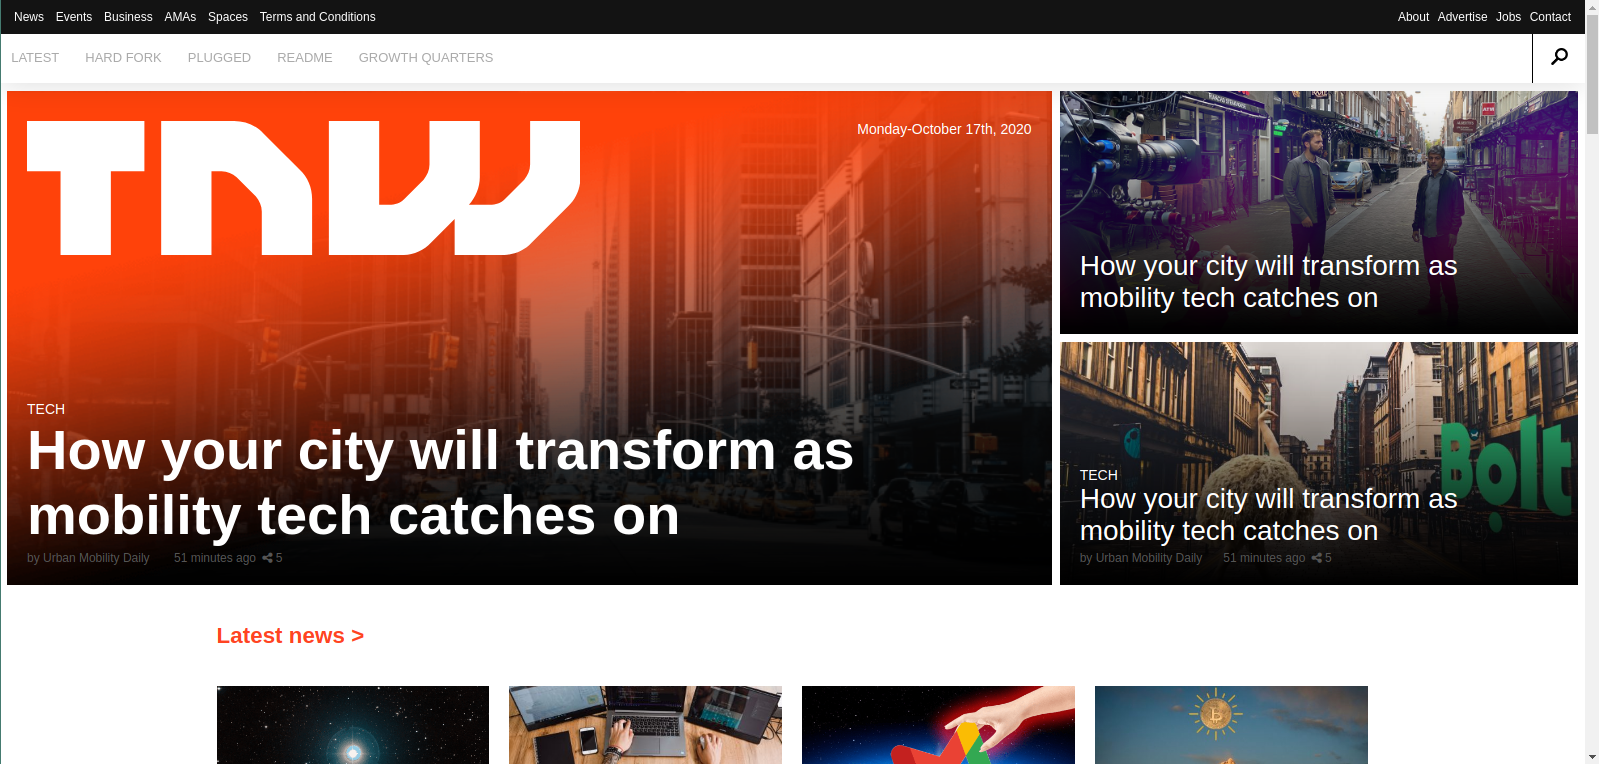 News Events Business AMAs Spaces Terms and Conditions About Advertise Jobs Contact
LATEST HARD FORK PLUGGED README GROWTH QUARTERS
TNW
Monday-October 17th, 2020
TECH
How your city will transform as
mobility tech catches on
by Urban Mobility Daily 51 minutes ago 5
How your city will transform as
mobility tech catches on
Bolt
TECH
How your city will transform as
mobility tech catches on
by Urban Mobility Daily 51 minutes ago 5
Latest news >